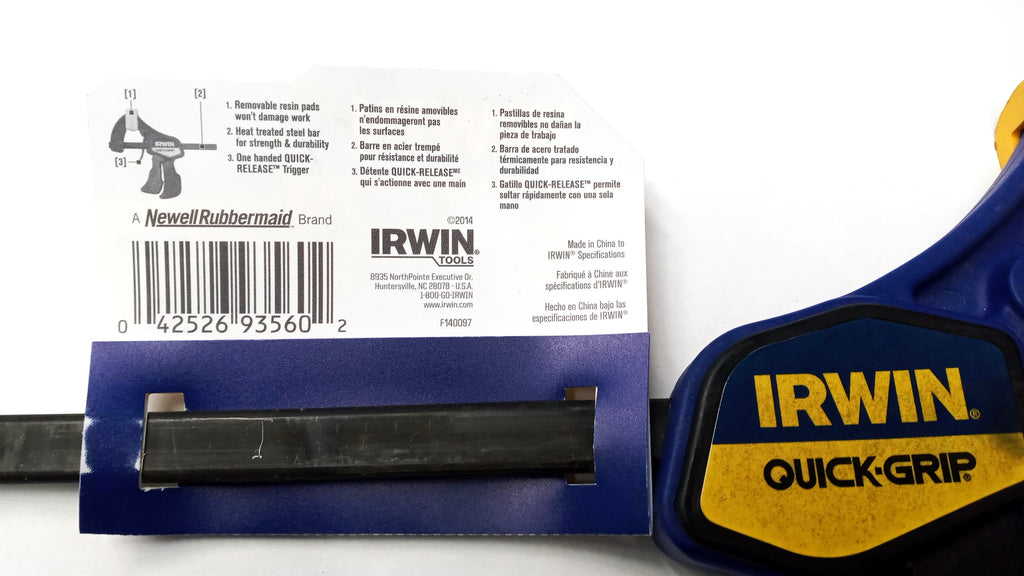 [1]
[2]
IRWIN
[3]
1. Removable resin pads
won't damage work
2. Heat treated steel bar
for strength & durability
3. One handed QUICK-
RELEASE™ Trigger
1. Patins en résine amovibles
n'endommageront pas
les surfaces
2. Barre en acier trempé
pour résistance et durabilité
3. Détente QUICK-RELEASEᴹᶜ
qui s'actionne avec une main
1. Pastillas de resina
removibles no dañan la
pieza de trabajo
2. Barra de acero tratado
térmicamente para resistencia y
durabilidad
3. Gatillo QUICK-RELEASE™ permite
soltar rápidamente con una sola
mano
A NewellRubbermaid™ Brand
0 42526 93560 2
©2014
IRWIN®
TOOLS
8935 NorthPointe Executive Dr.
Huntersville, NC 28078 - U.S.A.
1-800-GO-IRWIN
www.irwin.com
F140097
Made in China to
IRWIN® Specifications
Fabriqué à Chine aux
spécifications d'IRWIN®
Hecho en China bajo las
especificaciones de IRWIN®
IRWIN®
QUICK-GRIP®